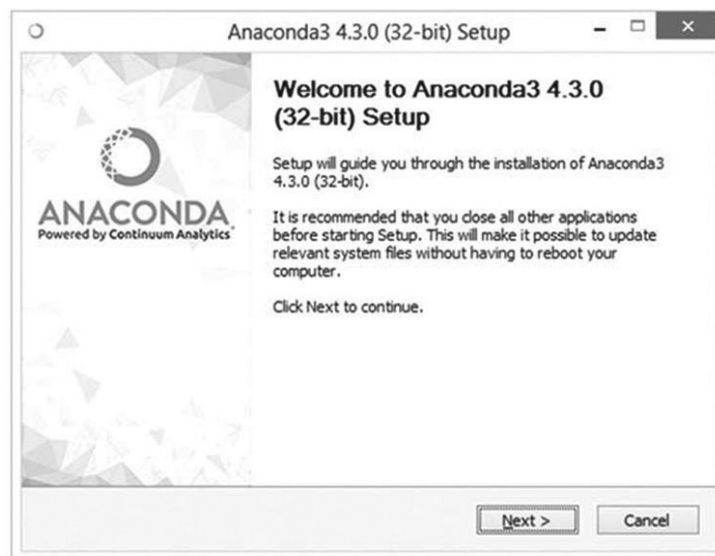 Anaconda3 4.3.0 (32-bit) Setup
Welcome to Anaconda3 4.3.0
(32-bit) Setup
Setup will guide you through the installation of Anaconda3
4.3.0 (32-bit).
It is recommended that you close all other applications
before starting Setup. This will make it possible to update
relevant system files without having to reboot your
computer.
Click Next to continue.
ANACONDA
Powered by Continuum Analytics
Next >
Cancel